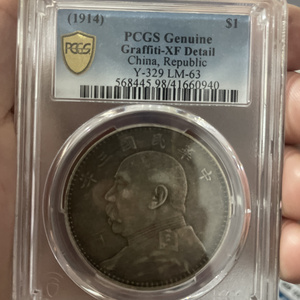 (1914) $1
PCGS Genuine
Graffiti-XF Detail
China, Republic
Y-329 LM-63
568445.98/41660940
PCGS
造年三國民華中